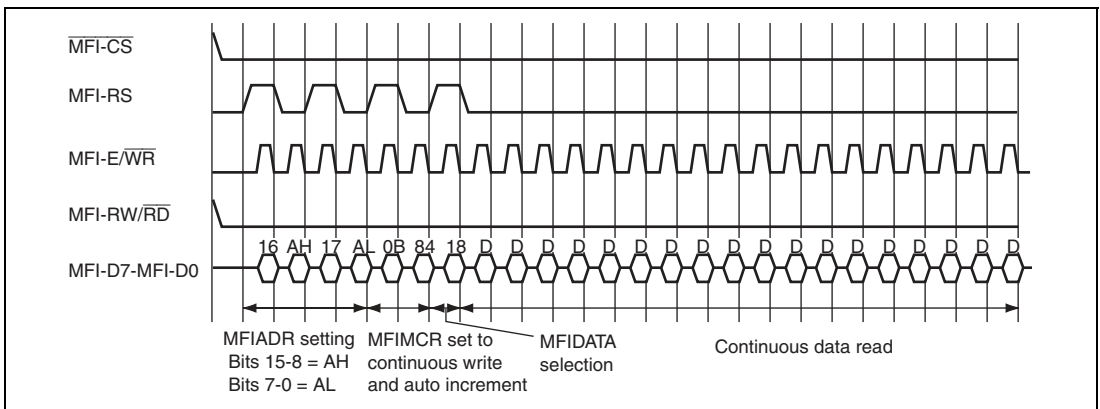 MFI-CS
MFI-RS
MFI-E/WR
MFI-RW/RD
16 AH 17 AL 0B 84 18 D D D D D D D D D D D D D D D D D D
MFI-D7-MFI-D0
MFIADR setting
Bits 15-8 = AH
Bits 7-0 = AL
MFIMCR set to
continuous write
and auto increment
MFIDATA
selection
Continuous data read